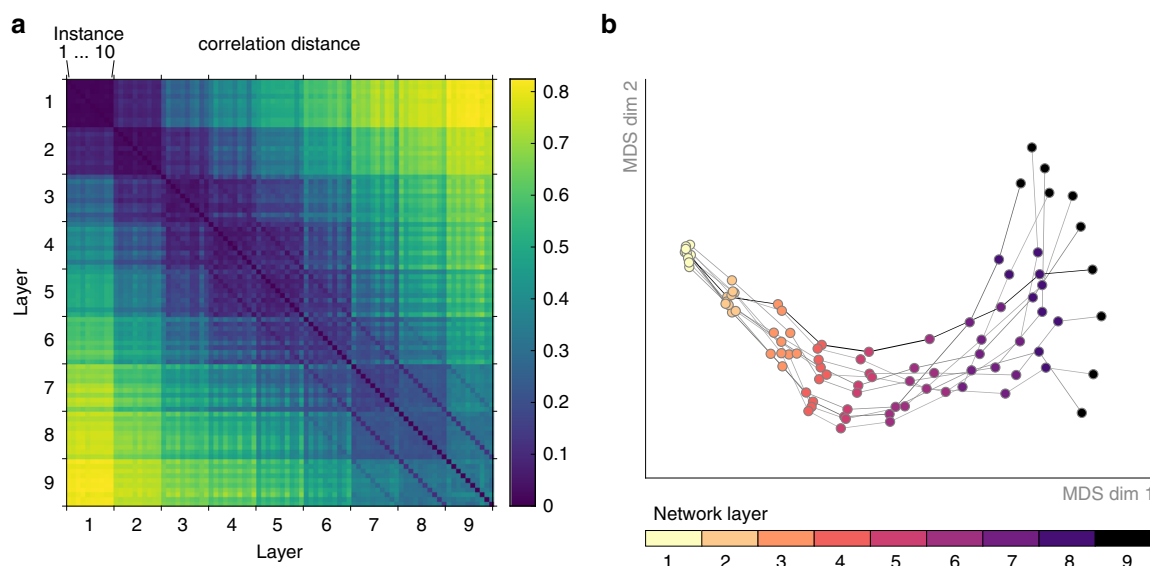 a
Instance
1 ... 10
correlation distance
Layer
1
2
3
4
5
6
7
8
9
1 2 3 4 5 6 7 8 9
Layer
0.8
0.7
0.6
0.5
0.4
0.3
0.2
0.1
0
b
MDS dim 2
MDS dim 1
Network layer
1 2 3 4 5 6 7 8 9